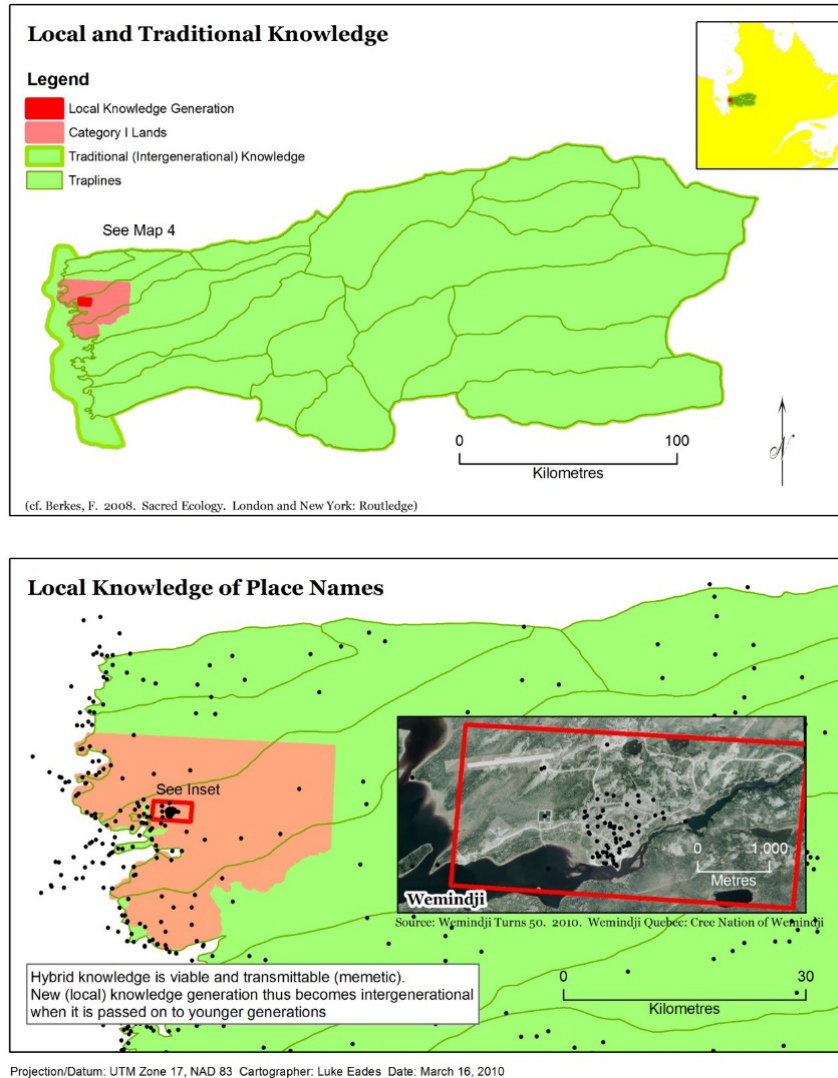 Local and Traditional Knowledge
Legend
Local Knowledge Generation
Category I Lands
Traditional (Intergenerational) Knowledge
Traplines
See Map 4
0 100
Kilometres
N
(cf. Berkes, F. 2008. Sacred Ecology. London and New York: Routledge)
Local Knowledge of Place Names
See Inset
0 1,000
Metres
Wemindji
Source: Wemindji Turns 50. 2010. Wemindji Quebec: Cree Nation of Wemindji
Hybrid knowledge is viable and transmittable (memetic).
New (local) knowledge generation thus becomes intergenerational
when it is passed on to younger generations
0 30
Kilometres
Projection/Datum: UTM Zone 17, NAD 83 Cartographer: Luke Eades Date: March 16, 2010